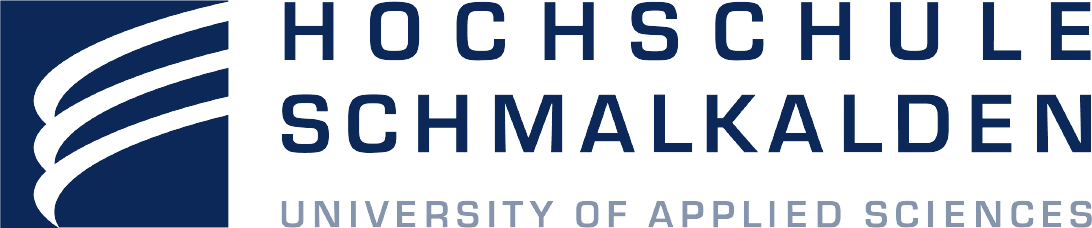 HOCHSCHULE
SCHMALKALDEN
UNIVERSITY OF APPLIED SCIENCES